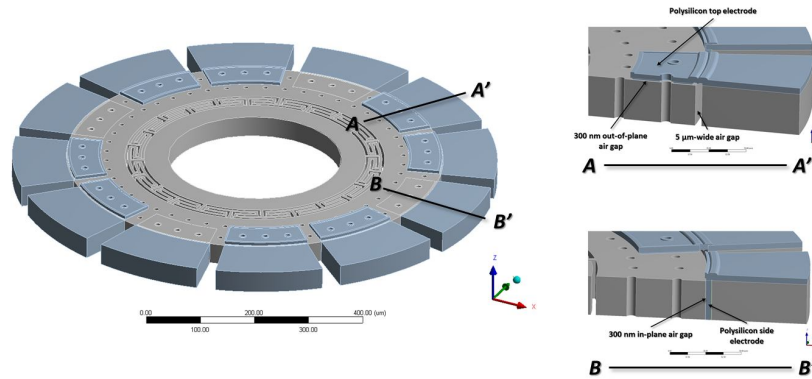 A'
A
B
B'
Z
X
0.00
200.00
400.00 (um)
100.00
300.00
Polysilicon top electrode
300 nm out-of-plane
air gap
5 µm-wide air gap
A
A'
300 nm in-plane air gap
Polysilicon side
electrode
B
B'